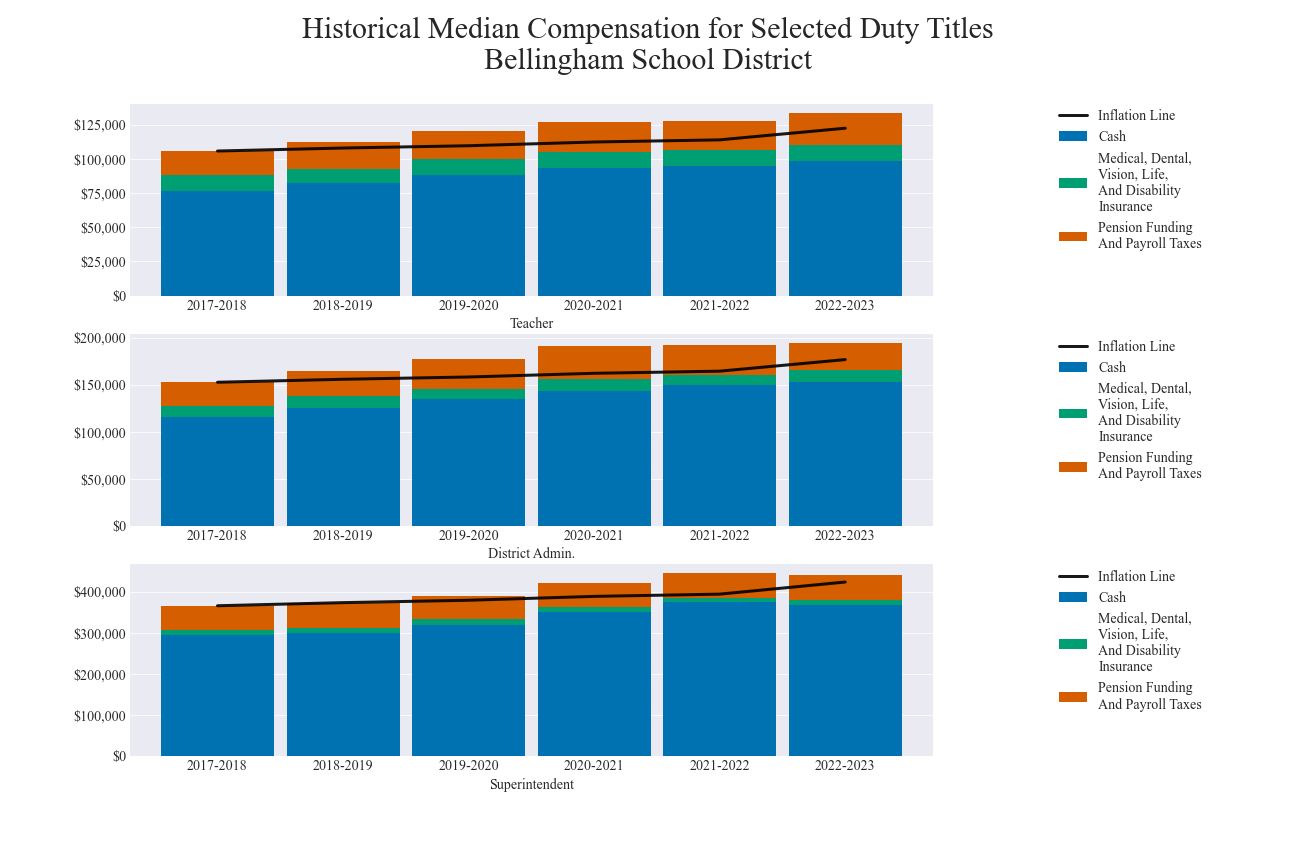 Historical Median Compensation for Selected Duty Titles
Bellingham School District
$125,000
$100,000
$75,000
$50,000
$25,000
$0
2017-2018 2018-2019 2019-2020 2020-2021 2021-2022 2022-2023
Teacher
Inflation Line
Cash
Medical, Dental,
Vision, Life,
And Disability
Insurance
Pension Funding
And Payroll Taxes
$200,000
$150,000
$100,000
$50,000
$0
2017-2018 2018-2019 2019-2020 2020-2021 2021-2022 2022-2023
District Admin.
Inflation Line
Cash
Medical, Dental,
Vision, Life,
And Disability
Insurance
Pension Funding
And Payroll Taxes
$400,000
$300,000
$200,000
$100,000
$0
2017-2018 2018-2019 2019-2020 2020-2021 2021-2022 2022-2023
Superintendent
Inflation Line
Cash
Medical, Dental,
Vision, Life,
And Disability
Insurance
Pension Funding
And Payroll Taxes